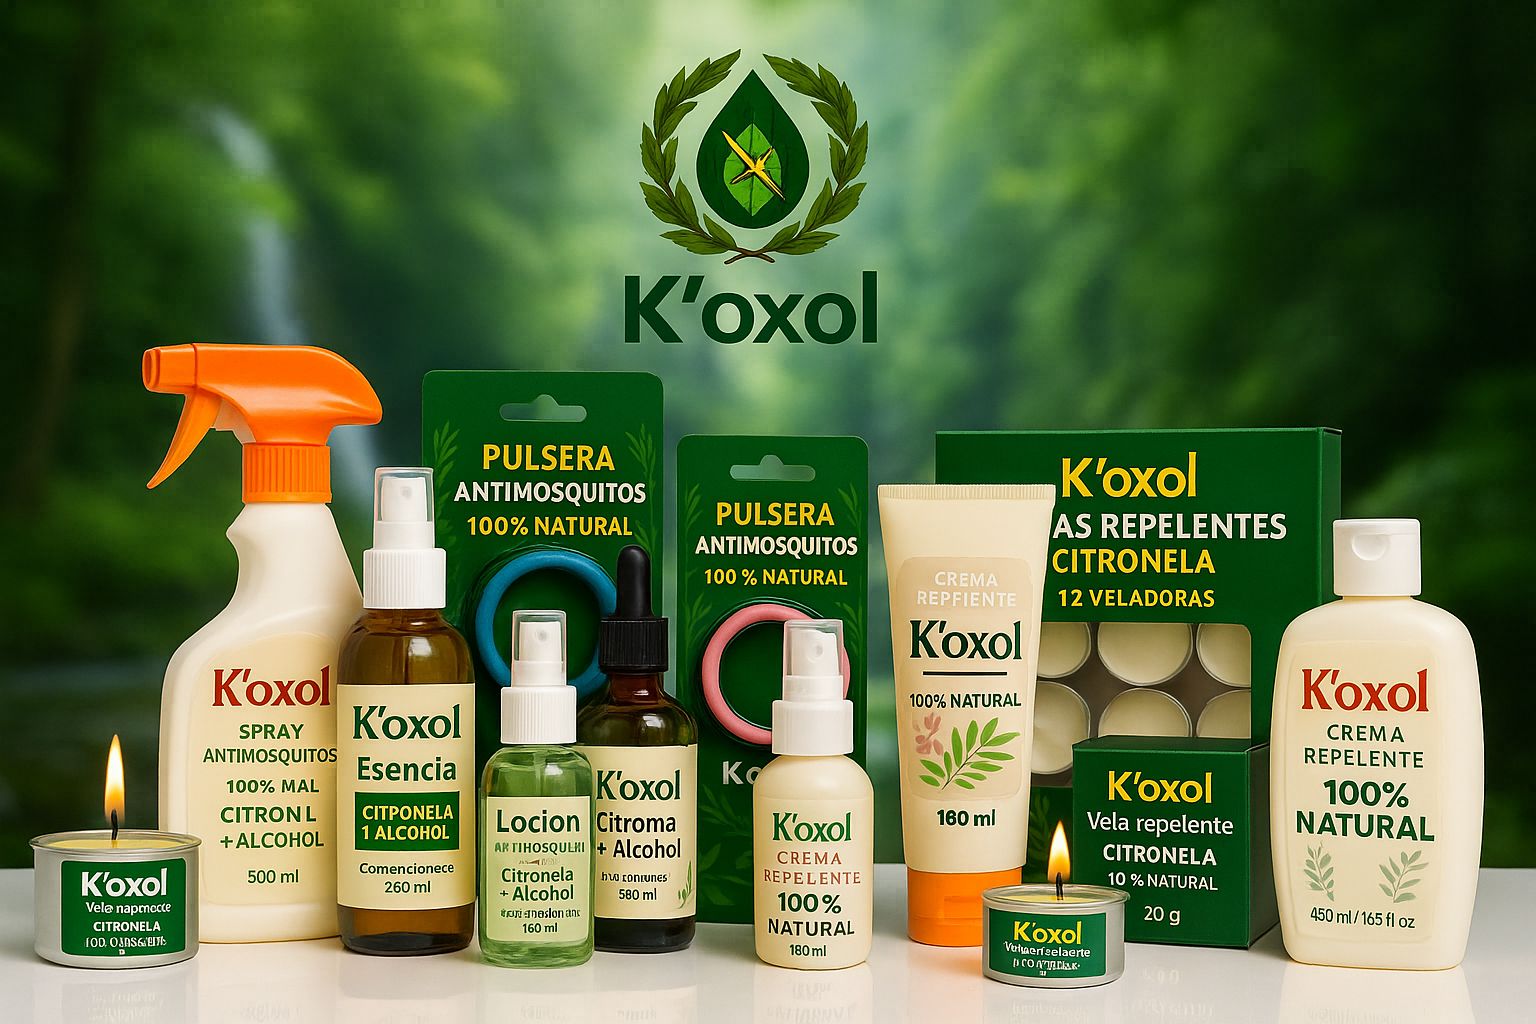 K'oxol
PULSERA
ANTIMOSQUITOS
100% NATURAL
PULSERA
ANTIMOSQUITOS
100 % NATURAL
Ko
K'oxol
AS REPELENTES
CITRONELA
12 VELADORAS
K'oxol
SPRAY
ANTIMOSQUITOS
100% MAL
CITRON L
+ ALCOHOL
500 ml
K'oxol
Esencia
CITPONELA
1 ALCOHOL
Comencionece
260 ml
Locion
Citronela
+ Alcohol
160 ml
K'oxol
Citroma
+ Alcohol
580 ml
K'oxol
CREMA
REPELENTE
100%
NATURAL
180 ml
CREMA
REPFIENTE
K'oxol
100% NATURAL
160 ml
K'oxol
Vela repelente
CITRONELA
10 % NATURAL
20 g
K'oxol
CREMA
REPELENTE
100%
NATURAL
450 ml / 165 fl oz
K'oxol
Vele napmocce
CITRONELA
K'oxol